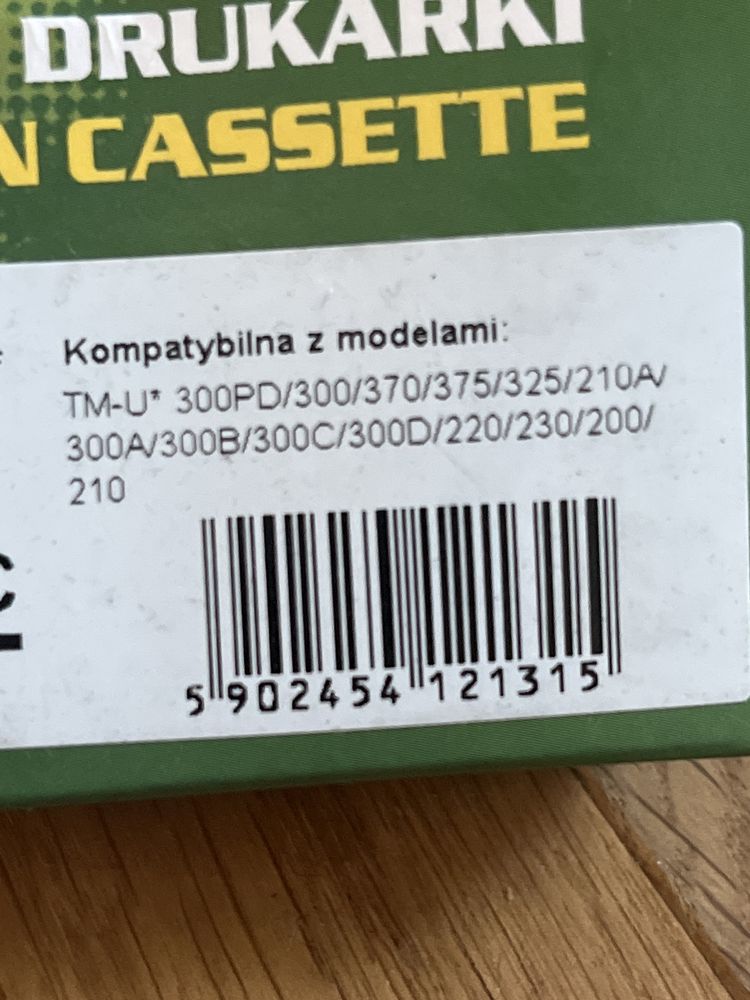 DRUKARKI
N CASSETTE
Kompatybilna z modelami:
TM-U* 300PD/300/370/375/325/210A/
300A/300B/300C/300D/220/230/200/
210
5 902454 121315